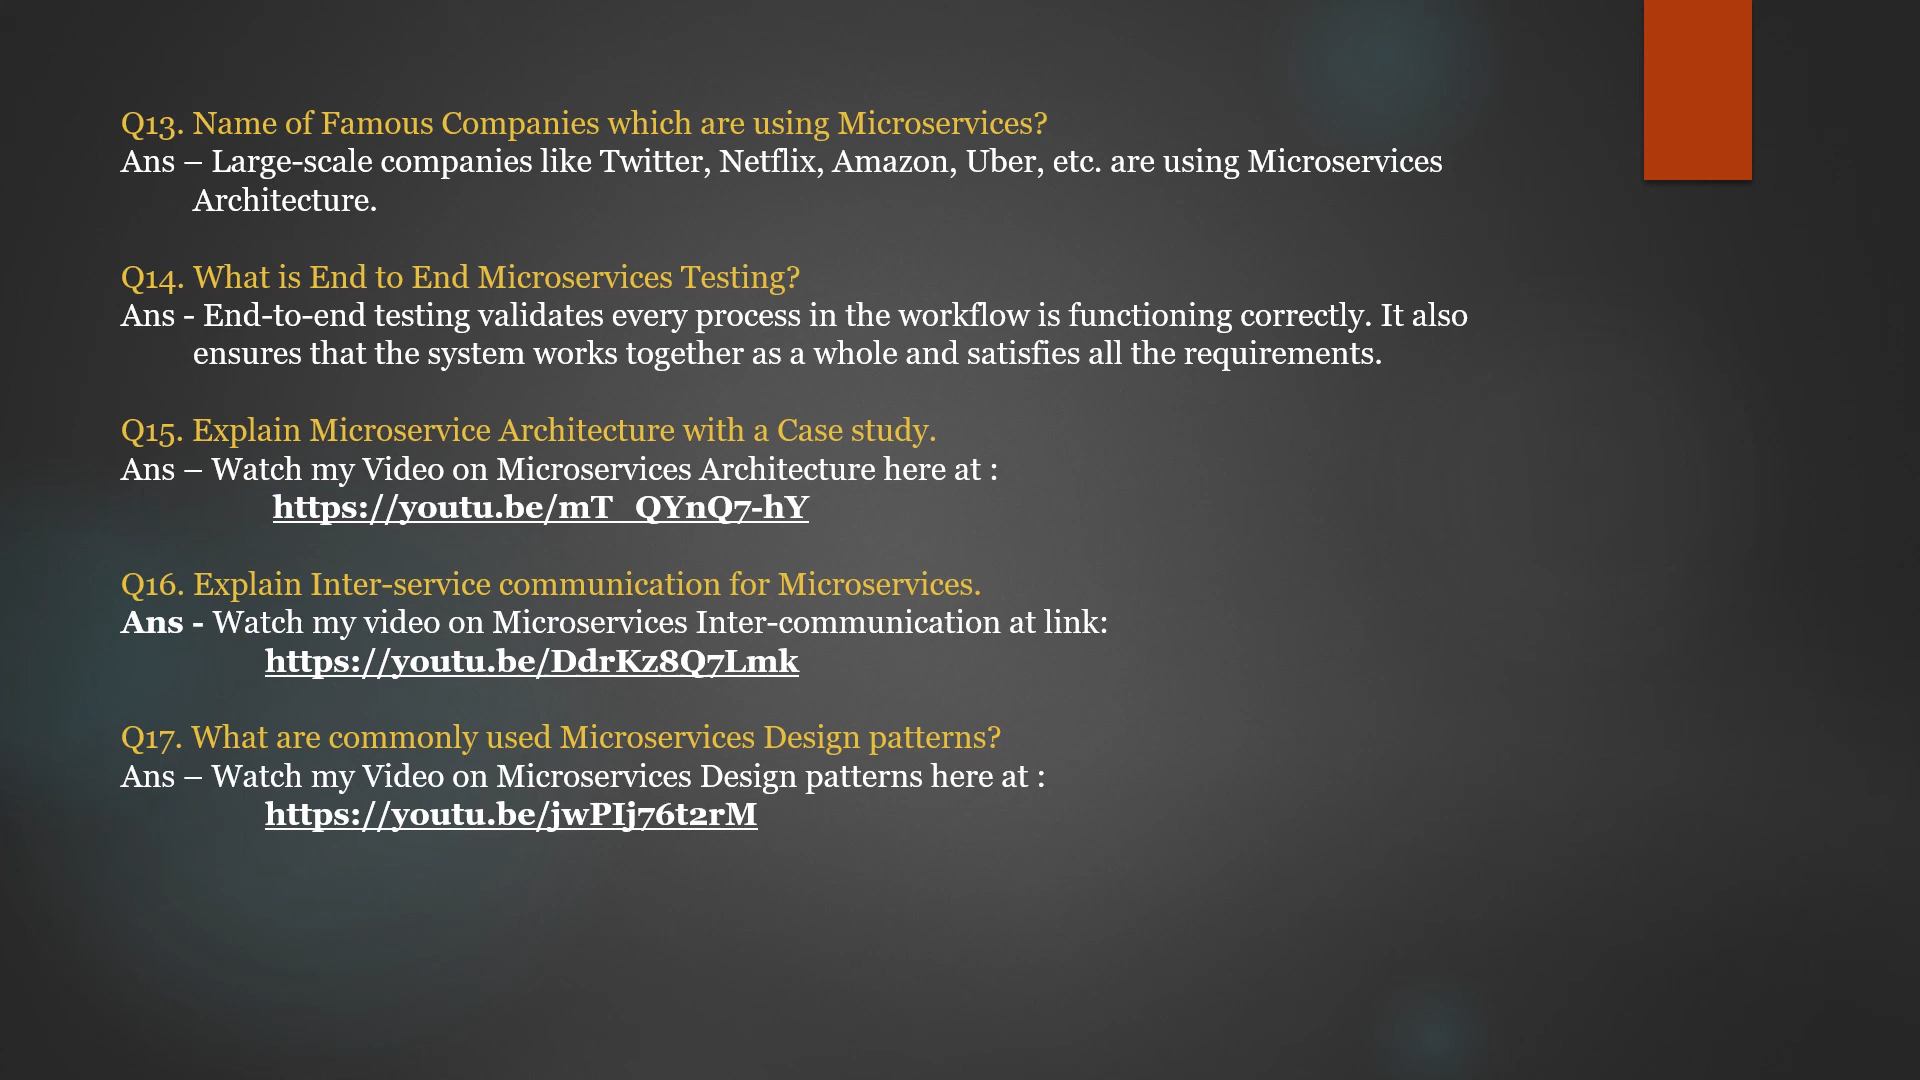 Q13. Name of Famous Companies which are using Microservices?
Ans – Large-scale companies like Twitter, Netflix, Amazon, Uber, etc. are using Microservices
Architecture.
Q14. What is End to End Microservices Testing?
Ans - End-to-end testing validates every process in the workflow is functioning correctly. It also
ensures that the system works together as a whole and satisfies all the requirements.
Q15. Explain Microservice Architecture with a Case study.
Ans – Watch my Video on Microservices Architecture here at :
https://youtu.be/mT_QYnQ7-hY
Q16. Explain Inter-service communication for Microservices.
Ans - Watch my video on Microservices Inter-communication at link:
https://youtu.be/DdrKz8Q7Lmk
Q17. What are commonly used Microservices Design patterns?
Ans – Watch my Video on Microservices Design patterns here at :
https://youtu.be/jwPIj76t2rM